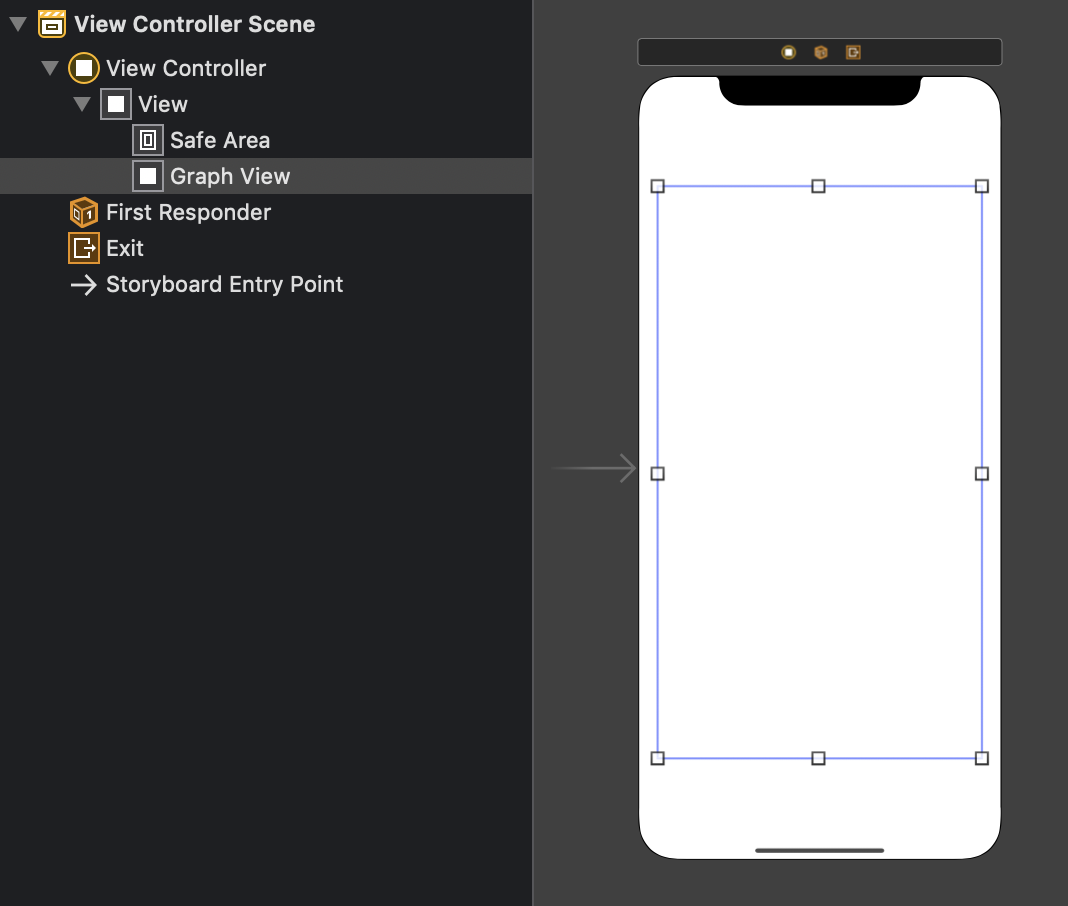 View Controller Scene
View Controller
View
Safe Area
Graph View
First Responder
Exit
Storyboard Entry Point